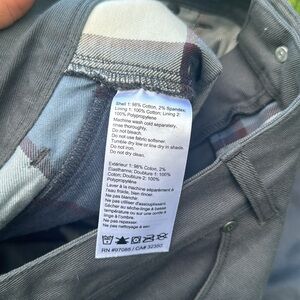 Shell 1: 98% Cotton, 2% Spandex
Lining 1: 100% Cotton; Lining 2:
100% Polypropylene
Machine wash cold separately,
rinse thoroughly.
Do not bleach.
Do not use fabric softener.
Tumble dry low or line dry in shade.
Do not iron.
Do not dry clean.
Extérieur 1: 98% Coton, 2%
Élasthanne; Doublure 1: 100%
Coton; Doublure 2: 100%
Polypropylène
Laver à la machine séparément à
l'eau froide, bien rincer.
Ne pas blanchir.
Ne pas utiliser d'assouplissant.
Sécher au sèche-linge à basse
température ou sur une corde à
l'ombre.
Ne pas repasser.
Ne pas nettoyer à sec.
RN #97085 / CA# 32350